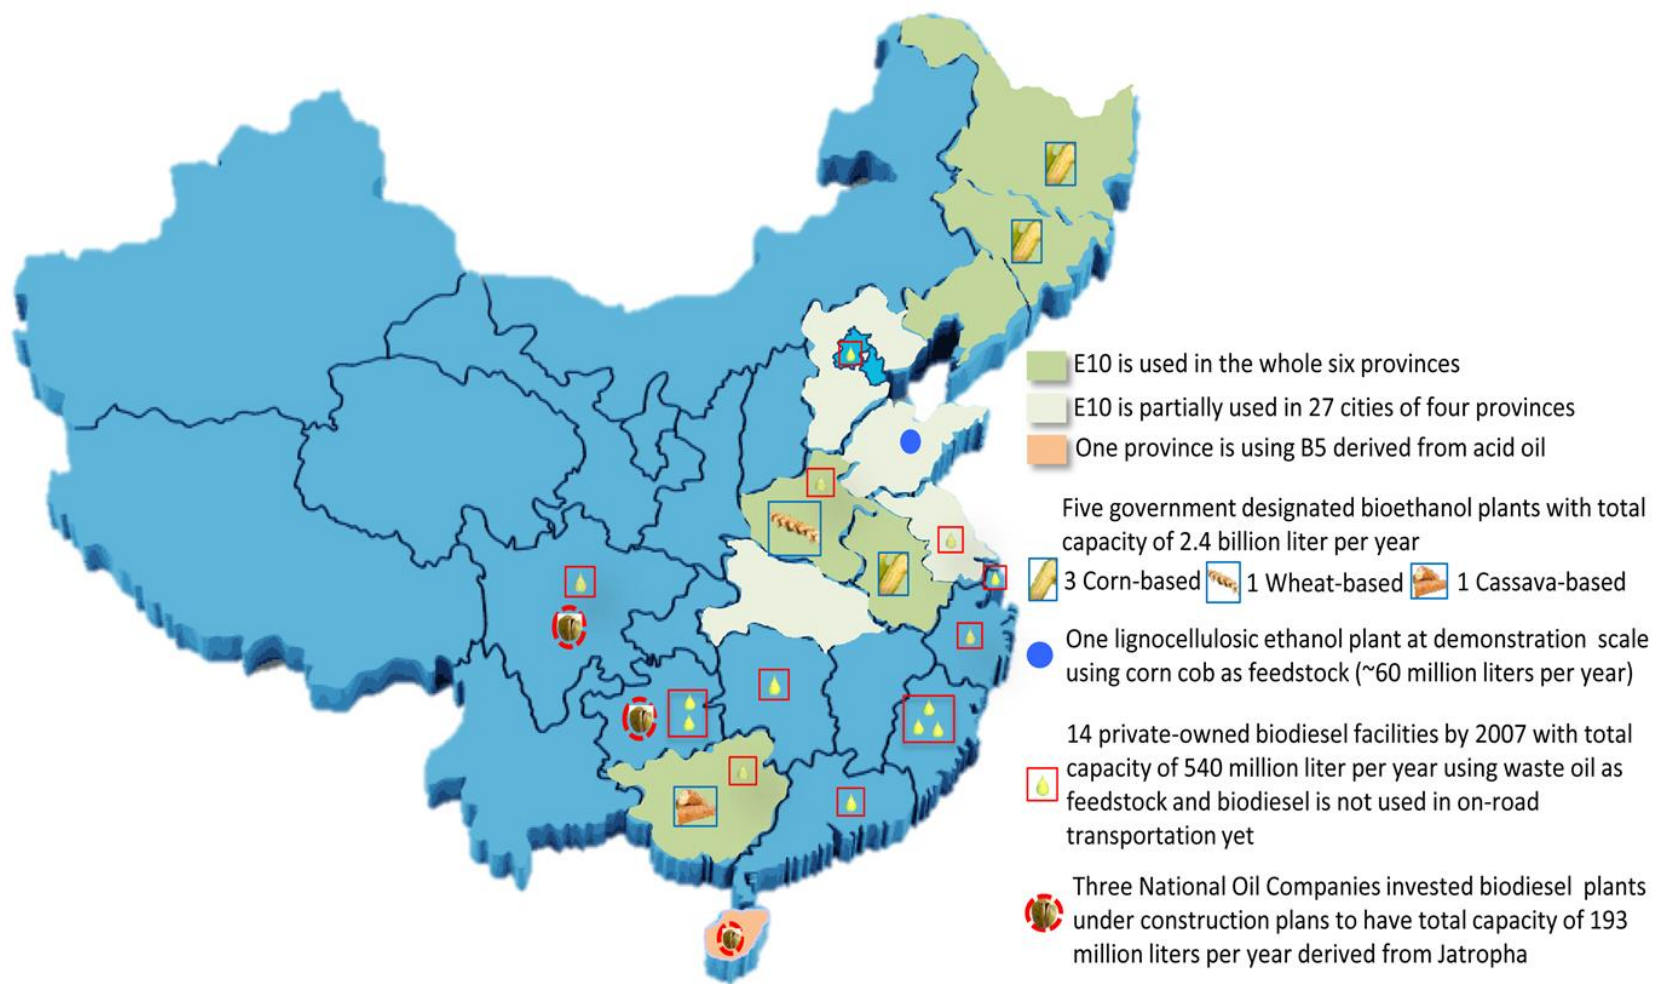 E10 is used in the whole six provinces
E10 is partially used in 27 cities of four provinces
One province is using B5 derived from acid oil
Five government designated bioethanol plants with total
capacity of 2.4 billion liter per year
3 Corn-based 1 Wheat-based 1 Cassava-based
One lignocellulosic ethanol plant at demonstration scale
using corn cob as feedstock (~60 million liters per year)
14 private-owned biodiesel facilities by 2007 with total
capacity of 540 million liter per year using waste oil as
feedstock and biodiesel is not used in on-road
transportation yet
Three National Oil Companies invested biodiesel plants
under construction plans to have total capacity of 193
million liters per year derived from Jatropha